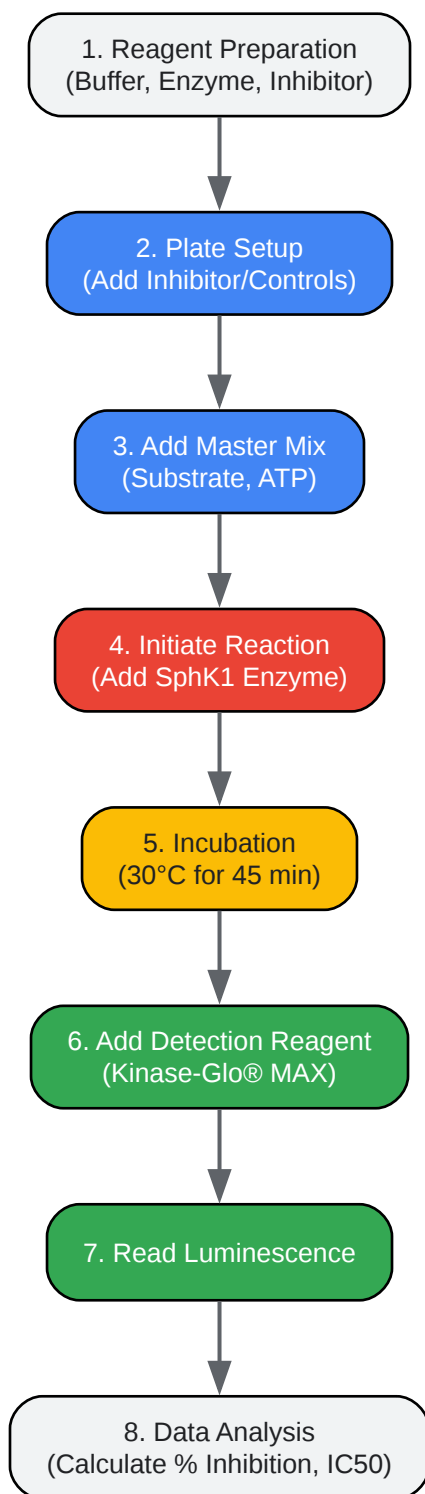 1. Reagent Preparation
(Buffer, Enzyme, Inhibitor)
2. Plate Setup
(Add Inhibitor/Controls)
3. Add Master Mix
(Substrate, ATP)
4. Initiate Reaction
(Add SphK1 Enzyme)
5. Incubation
(30°C for 45 min)
6. Add Detection Reagent
(Kinase-Glo® MAX)
7. Read Luminescence
8. Data Analysis
(Calculate % Inhibition, IC50)